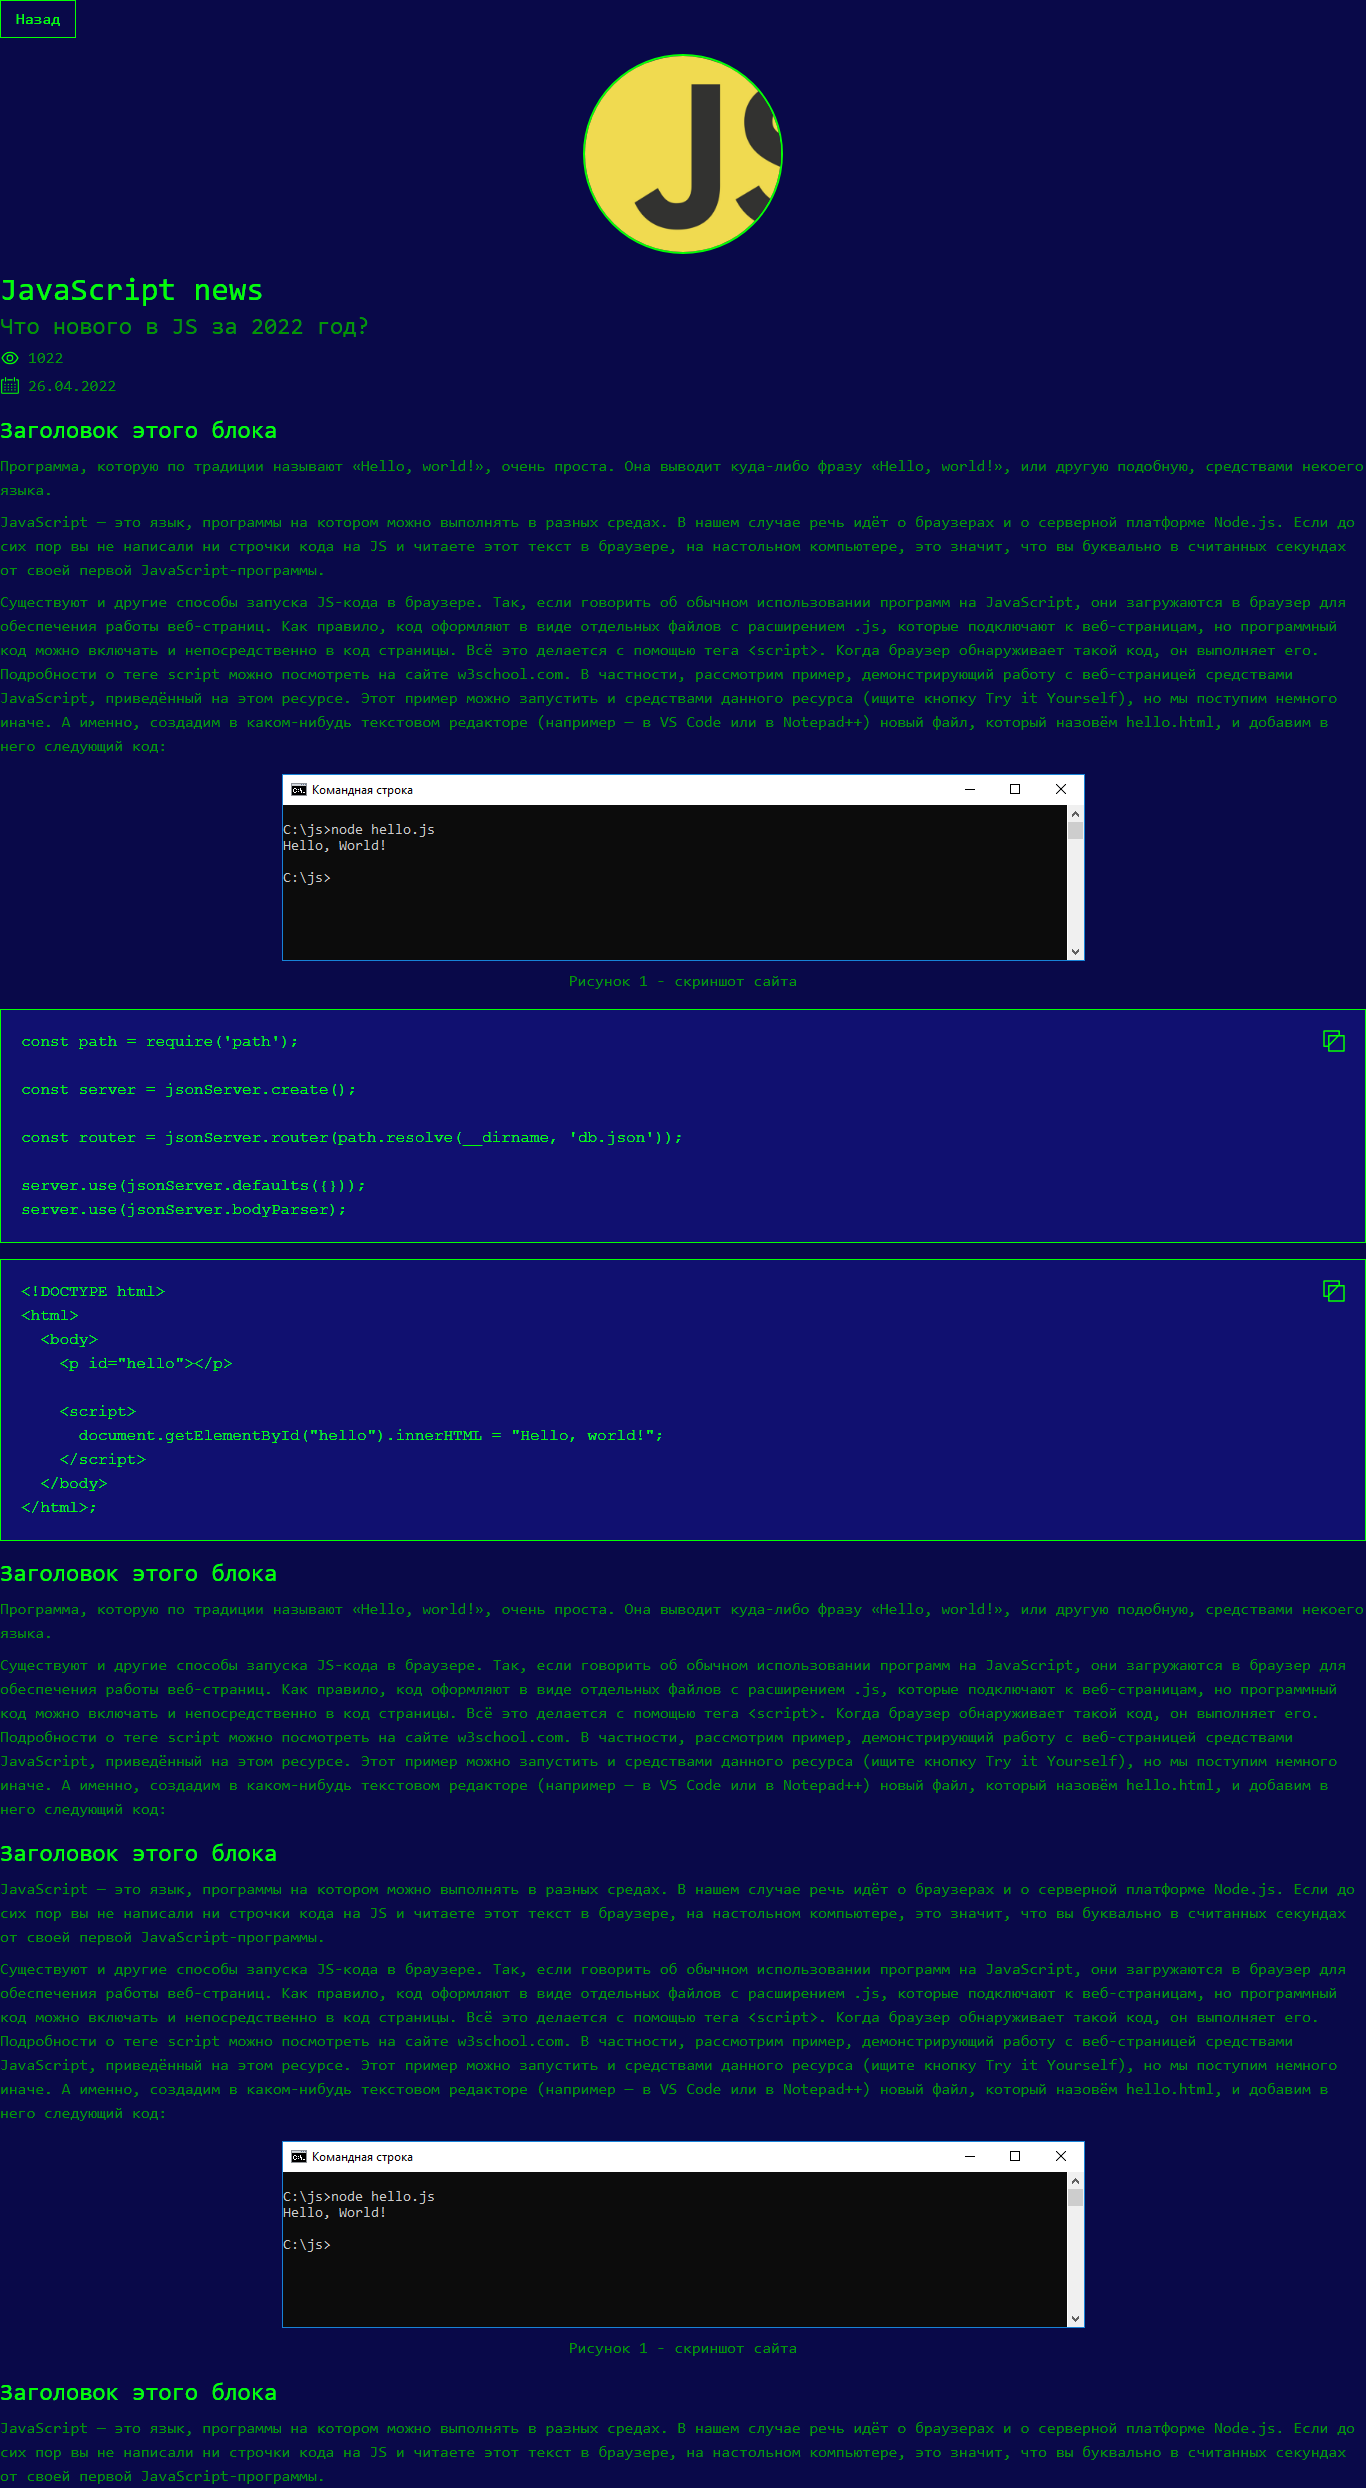 Назад
JS
JavaScript news
Что нового в JS за 2022 год?
1022
26.04.2022
Заголовок этого блока
Программа, которую по традиции называют «Hello, world!», очень проста. Она выводит куда-либо фразу «Hello, world!», или другую подобную, средствами некоего
языка.
JavaScript — это язык, программы на котором можно выполнять в разных средах. В нашем случае речь идёт о браузерах и о серверной платформе Node.js. Если до
сих пор вы не написали ни строчки кода на JS и читаете этот текст в браузере, на настольном компьютере, это значит, что вы буквально в считанных секундах
от своей первой JavaScript-программы.
Существуют и другие способы запуска JS-кода в браузере. Так, если говорить об обычном использовании программ на JavaScript, они загружаются в браузер для
обеспечения работы веб-страниц. Как правило, код оформляют в виде отдельных файлов с расширением .js, которые подключают к веб-страницам, но программный
код можно включать и непосредственно в код страницы. Всё это делается с помощью тега <script>. Когда браузер обнаруживает такой код, он выполняет его.
Подробности о теге script можно посмотреть на сайте w3school.com. В частности, рассмотрим пример, демонстрирующий работу с веб-страницей средствами
JavaScript, приведённый на этом ресурсе. Этот пример можно запустить и средствами данного ресурса (ищите кнопку Try it Yourself), но мы поступим немного
иначе. А именно, создадим в каком-нибудь текстовом редакторе (например — в VS Code или в Notepad++) новый файл, который назовём hello.html, и добавим в
него следующий код:
Командная строка
C:\js>node hello.js
Hello, World!
C:\js>
Рисунок 1 - скриншот сайта
const path = require('path');
const server = jsonServer.create();
const router = jsonServer.router(path.resolve(__dirname, 'db.json'));
server.use(jsonServer.defaults({}));
server.use(jsonServer.bodyParser);
<!DOCTYPE html>
<html>
<body>
<p id="hello"></p>
<script>
document.getElementById("hello").innerHTML = "Hello, world!";
</script>
</body>
</html>;
Заголовок этого блока
Программа, которую по традиции называют «Hello, world!», очень проста. Она выводит куда-либо фразу «Hello, world!», или другую подобную, средствами некоего
языка.
Существуют и другие способы запуска JS-кода в браузере. Так, если говорить об обычном использовании программ на JavaScript, они загружаются в браузер для
обеспечения работы веб-страниц. Как правило, код оформляют в виде отдельных файлов с расширением .js, которые подключают к веб-страницам, но программный
код можно включать и непосредственно в код страницы. Всё это делается с помощью тега <script>. Когда браузер обнаруживает такой код, он выполняет его.
Подробности о теге script можно посмотреть на сайте w3school.com. В частности, рассмотрим пример, демонстрирующий работу с веб-страницей средствами
JavaScript, приведённый на этом ресурсе. Этот пример можно запустить и средствами данного ресурса (ищите кнопку Try it Yourself), но мы поступим немного
иначе. А именно, создадим в каком-нибудь текстовом редакторе (например — в VS Code или в Notepad++) новый файл, который назовём hello.html, и добавим в
него следующий код:
Заголовок этого блока
JavaScript — это язык, программы на котором можно выполнять в разных средах. В нашем случае речь идёт о браузерах и о серверной платформе Node.js. Если до
сих пор вы не написали ни строчки кода на JS и читаете этот текст в браузере, на настольном компьютере, это значит, что вы буквально в считанных секундах
от своей первой JavaScript-программы.
Существуют и другие способы запуска JS-кода в браузере. Так, если говорить об обычном использовании программ на JavaScript, они загружаются в браузер для
обеспечения работы веб-страниц. Как правило, код оформляют в виде отдельных файлов с расширением .js, которые подключают к веб-страницам, но программный
код можно включать и непосредственно в код страницы. Всё это делается с помощью тега <script>. Когда браузер обнаруживает такой код, он выполняет его.
Подробности о теге script можно посмотреть на сайте w3school.com. В частности, рассмотрим пример, демонстрирующий работу с веб-страницей средствами
JavaScript, приведённый на этом ресурсе. Этот пример можно запустить и средствами данного ресурса (ищите кнопку Try it Yourself), но мы поступим немного
иначе. А именно, создадим в каком-нибудь текстовом редакторе (например — в VS Code или в Notepad++) новый файл, который назовём hello.html, и добавим в
него следующий код:
Командная строка
C:\js>node hello.js
Hello, World!
C:\js>
Рисунок 1 - скриншот сайта
Заголовок этого блока
JavaScript — это язык, программы на котором можно выполнять в разных средах. В нашем случае речь идёт о браузерах и о серверной платформе Node.js. Если до
сих пор вы не написали ни строчки кода на JS и читаете этот текст в браузере, на настольном компьютере, это значит, что вы буквально в считанных секундах
от своей первой JavaScript-программы.